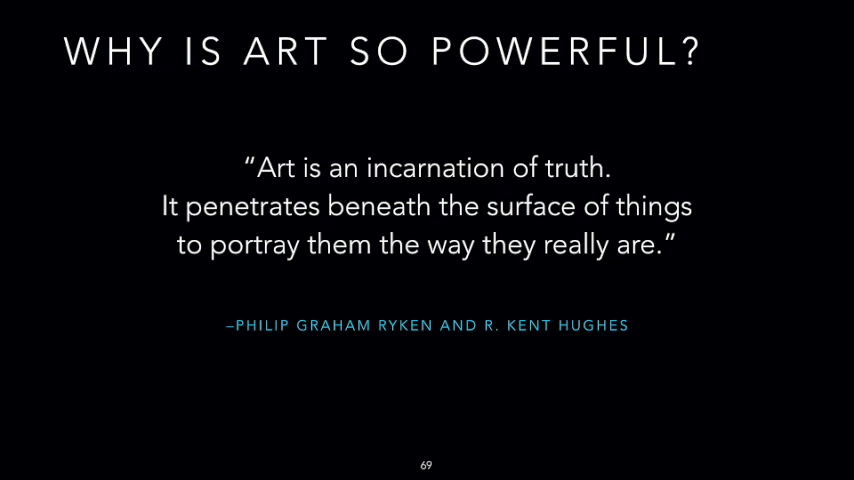 WHY IS ART SO POWERFUL?
“Art is an incarnation of truth.
It penetrates beneath the surface of things
to portray them the way they really are.”
–PHILIP GRAHAM RYKEN AND R. KENT HUGHES
69